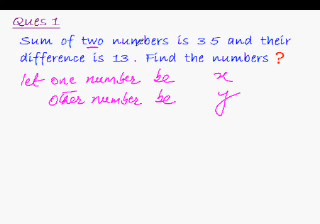 Ques 1
Sum of two numbers is 35 and their
difference is 13. Find the numbers ?
let one number be x
other number be y